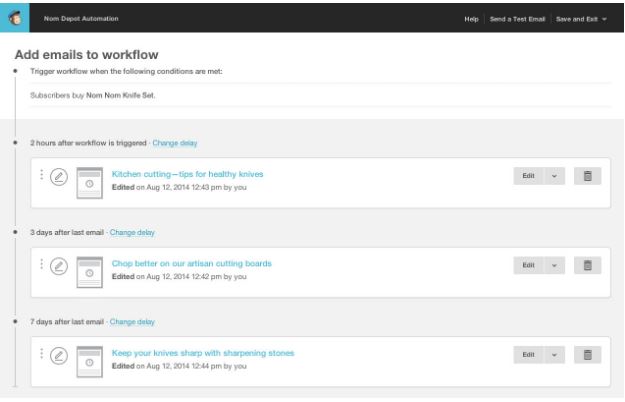 Nom Depot Automation
Help
Send a Test Email
Save and Exit
Add emails to workflow
Trigger workflow when the following conditions are met:
Subscribers buy Nom Nom Knife Set.
2 hours after workflow is triggered · Change delay
Kitchen cutting—tips for healthy knives
Edit
Edited on Aug 12, 2014 12:43 pm by you
3 days after last email · Change delay
Chop better on our artisan cutting boards
Edit
Edited on Aug 12, 2014 12:42 pm by you
7 days after last email · Change delay
Keep your knives sharp with sharpening stones
Edit
Edited on Aug 12, 2014 12:44 pm by you